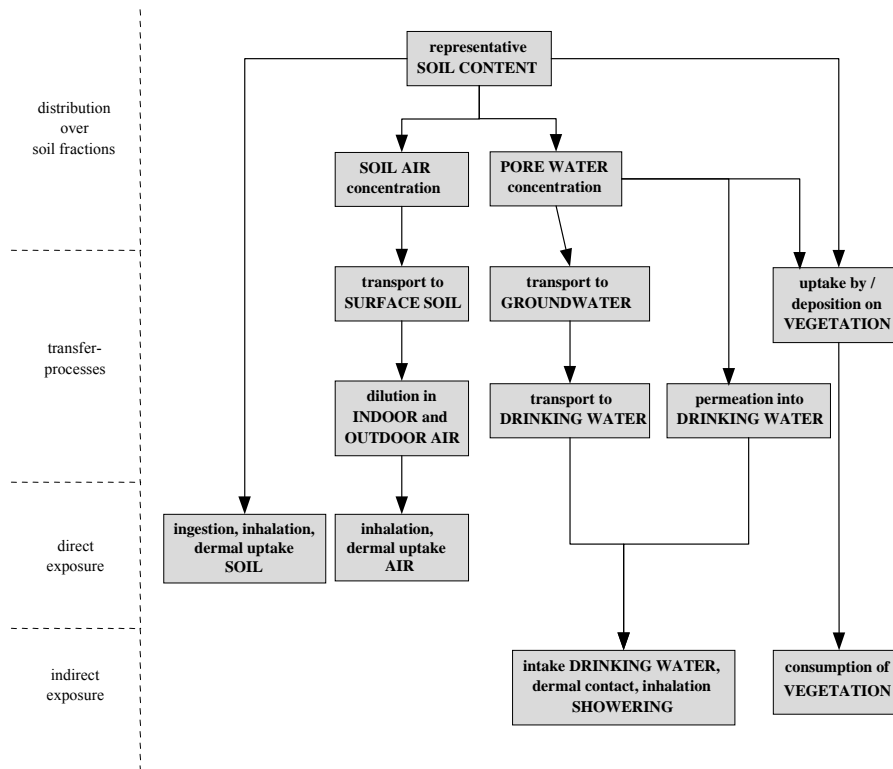 representative
SOIL CONTENT
distribution
over
soil fractions
SOIL AIR
concentration
PORE WATER
concentration
transport to
SURFACE SOIL
transport to
GROUNDWATER
uptake by /
deposition on
VEGETATION
transfer-
processes
dilution in
INDOOR and
OUTDOOR AIR
transport to
DRINKING WATER
permeation into
DRINKING WATER
direct
exposure
ingestion, inhalation,
dermal uptake
SOIL
inhalation,
dermal uptake
AIR
indirect
exposure
intake DRINKING WATER,
dermal contact, inhalation
SHOWERING
consumption of
VEGETATION